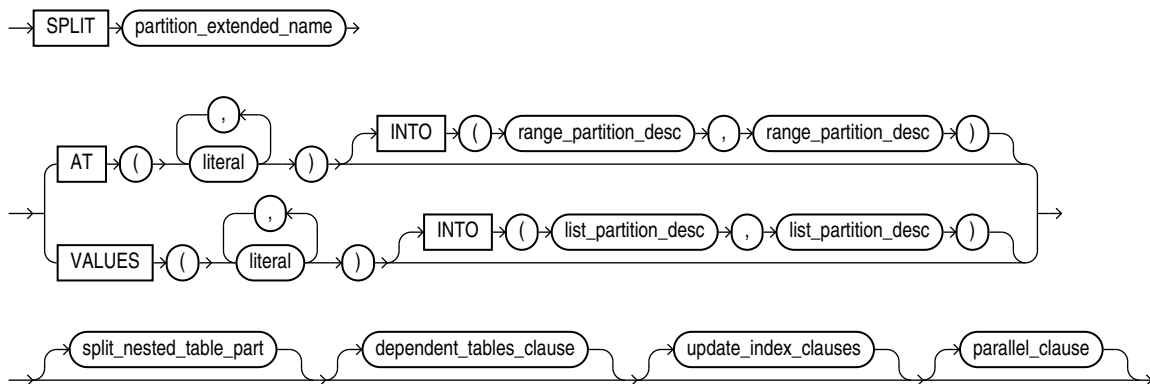 SPLIT partition_extended_name
,
INTO ( range_partition_desc , range_partition_desc )
AT ( literal )
,
INTO ( list_partition_desc , list_partition_desc )
VALUES ( literal )
split_nested_table_part dependent_tables_clause update_index_clauses parallel_clause